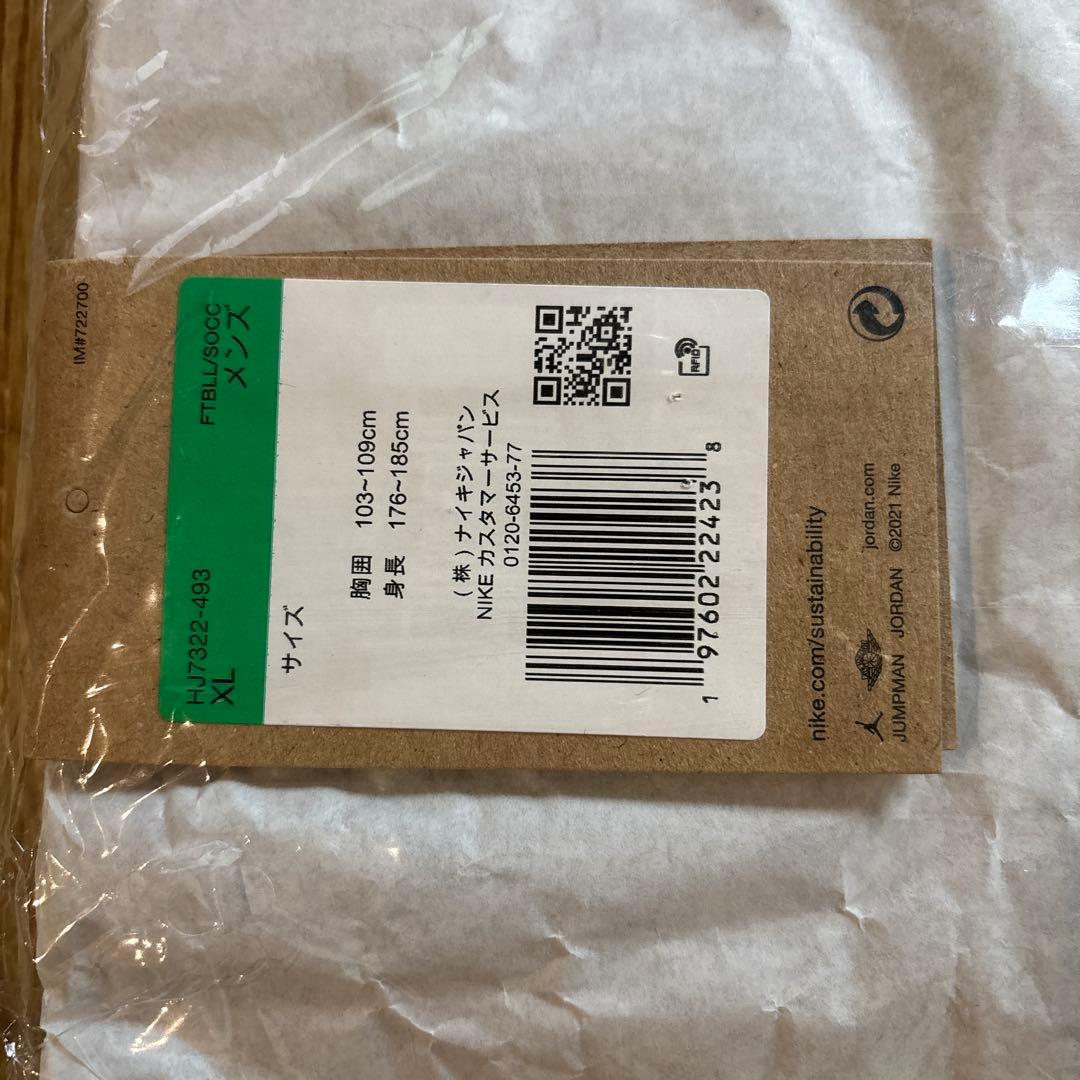 IM#722700
HJ7322-493 FTBLL/SOCC
XL メンズ
サイズ
胸囲 103~109cm
身長 176~185cm
(株)ナイキジャパン
NIKE カスタマーサービス
0120-6453-77
RFID
1 97602 22423 8
nike.com/sustainability
jordan.com
JUMPMAN JORDAN ©2021 Nike